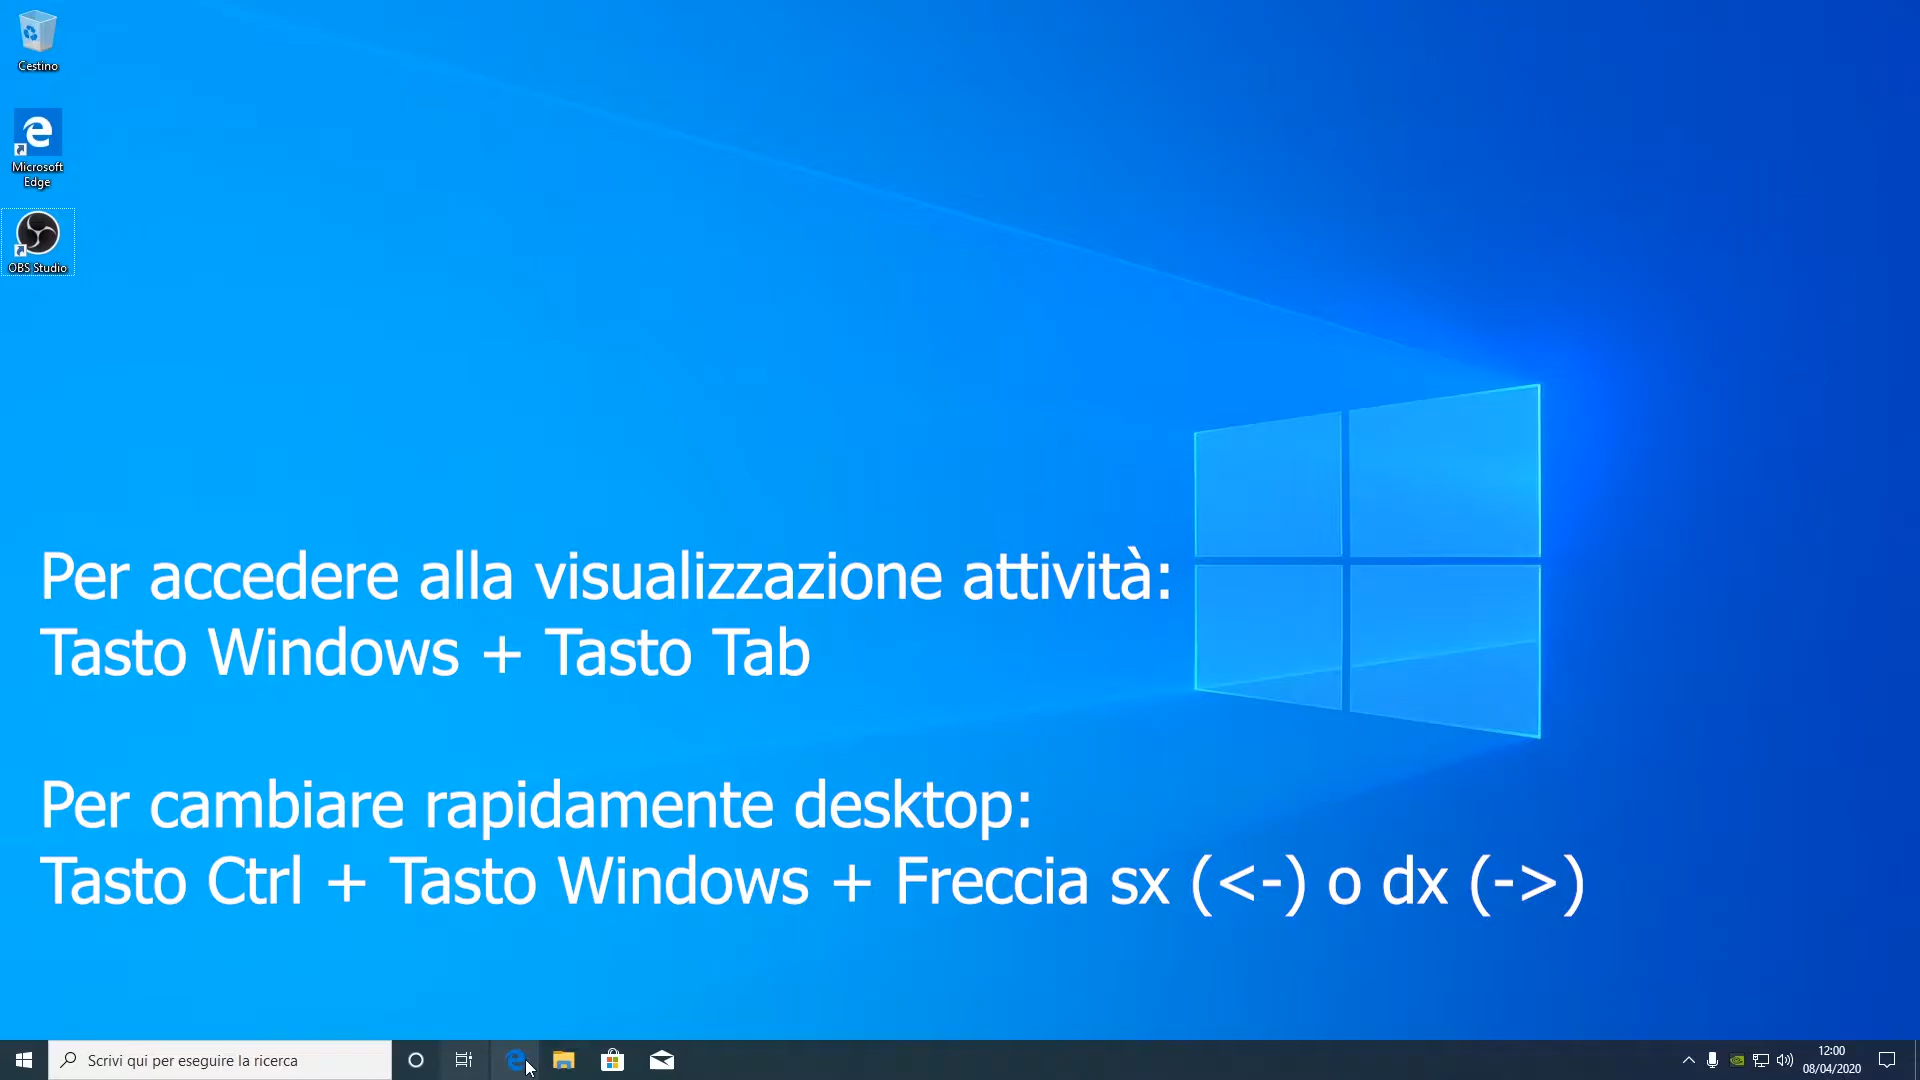 Cestino
Microsoft
Edge
OBS Studio
Per accedere alla visualizzazione attività:
Tasto Windows + Tasto Tab
Per cambiare rapidamente desktop:
Tasto Ctrl + Tasto Windows + Freccia sx (<-) o dx (->)
Scrivi qui per eseguire la ricerca
12:00
08/04/2020